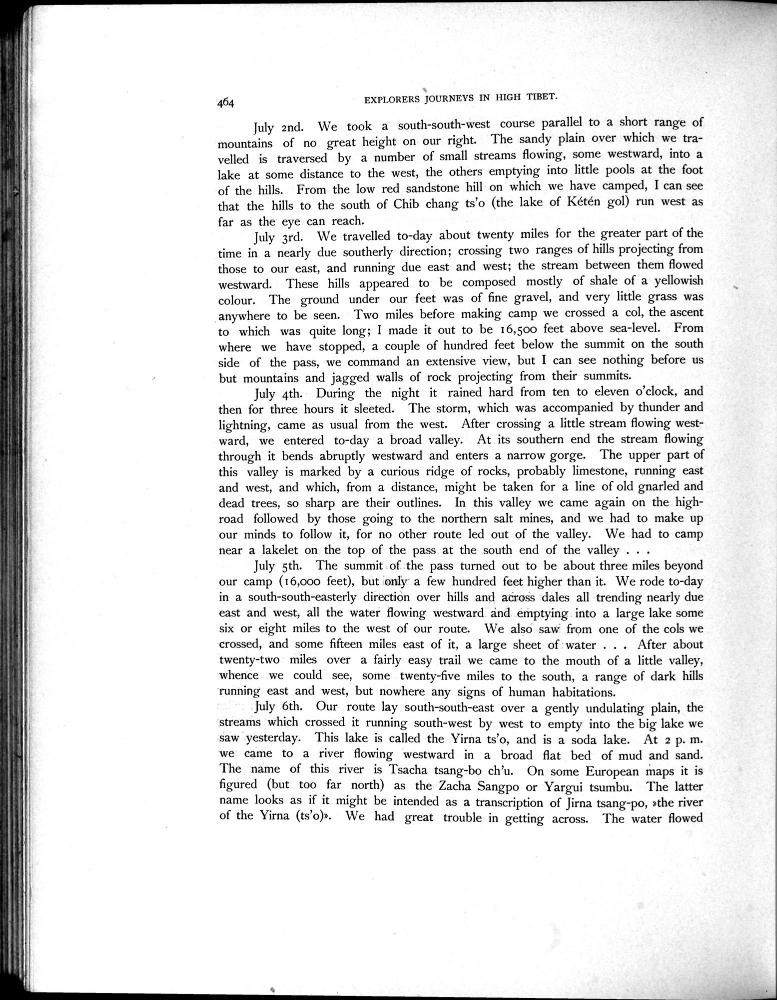 464
EXPLORERS JOURNEYS IN HIGH TIBET.
July 2nd. We took a south-south-west course parallel to a short range of
mountains of no great height on our right. The sandy plain over which we tra-
velled is traversed by a number of small streams flowing, some westward, into a
lake at some distance to the west, the others emptying into little pools at the foot
of the hills. From the low red sandstone hill on which we have camped, I can see
that the hills to the south of Chib chang ts'o (the lake of Kétén gol) run west as
far as the eye can reach.
July 3rd. We travelled to-day about twenty miles for the greater part of the
time in a nearly due southerly direction; crossing two ranges of hills projecting from
those to our east, and running due east and west; the stream between them flowed
westward. These hills appeared to be composed mostly of shale of a yellowish
colour. The ground under our feet was of fine gravel, and very little grass was
anywhere to be seen. Two miles before making camp we crossed a col, the ascent
to which was quite long; I made it out to be 16,500 feet above sea-level. From
where we have stopped, a couple of hundred feet below the summit on the south
side of the pass, we command an extensive view, but I can see nothing before us
but mountains and jagged walls of rock projecting from their summits.
July 4th. During the night it rained hard from ten to eleven o'clock, and
then for three hours it sleeted. The storm, which was accompanied by thunder and
lightning, came as usual from the west. After crossing a little stream flowing west-
ward, we entered to-day a broad valley. At its southern end the stream flowing
through it bends abruptly westward and enters a narrow gorge. The upper part of
this valley is marked by a curious ridge of rocks, probably limestone, running east
and west, and which, from a distance, might be taken for a line of old gnarled and
dead trees, so sharp are their outlines. In this valley we came again on the high-
road followed by those going to the northern salt mines, and we had to make up
our minds to follow it, for no other route led out of the valley. We had to camp
near a lakelet on the top of the pass at the south end of the valley . . .
July 5th. The summit of the pass turned out to be about three miles beyond
our camp (16,000 feet), but only a few hundred feet higher than it. We rode to-day
in a south-south-easterly direction over hills and across dales all trending nearly due
east and west, all the water flowing westward and emptying into a large lake some
six or eight miles to the west of our route. We also saw from one of the cols we
crossed, and some fifteen miles east of it, a large sheet of water . . . After about
twenty-two miles over a fairly easy trail we came to the mouth of a little valley,
whence we could see, some twenty-five miles to the south, a range of dark hills
running east and west, but nowhere any signs of human habitations.
July 6th. Our route lay south-south-east over a gently undulating plain, the
streams which crossed it running south-west by west to empty into the big lake we
saw yesterday. This lake is called the Yirna ts'o, and is a soda lake. At 2 p. m.
we came to a river flowing westward in a broad flat bed of mud and sand.
The name of this river is Tsacha tsang-bo ch'u. On some European maps it is
figured (but too far north) as the Zacha Sangpo or Yargui tsumbu. The latter
name looks as if it might be intended as a transcription of Jirna tsang-po, »the river
of the Yirna (ts'o)». We had great trouble in getting across. The water flowed